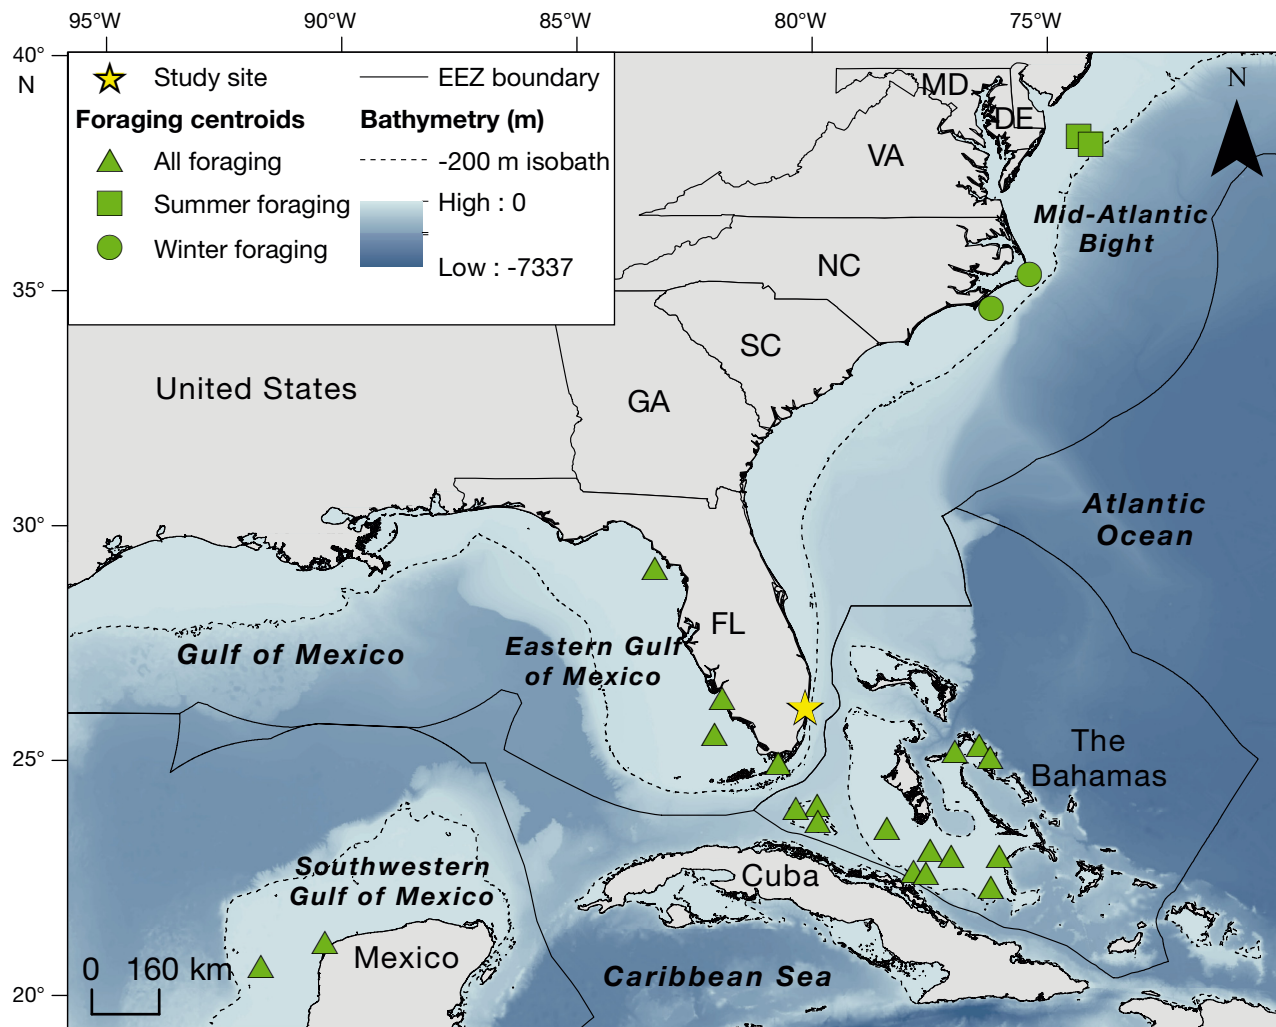 95°W 90°W 85°W 80°W 75°W
40°
N
35°
30°
25°
20°
Study site
Foraging centroids
All foraging
Summer foraging
Winter foraging
EEZ boundary
Bathymetry (m)
-200 m isobath
High : 0
Low : -7337
N
MD
DE
VA
Mid-Atlantic
Bight
NC
SC
GA
United States
Atlantic
Ocean
FL
Gulf of Mexico
Eastern Gulf
of Mexico
The
Bahamas
Southwestern
Gulf of Mexico
Cuba
Mexico
Caribbean Sea
0 160 km